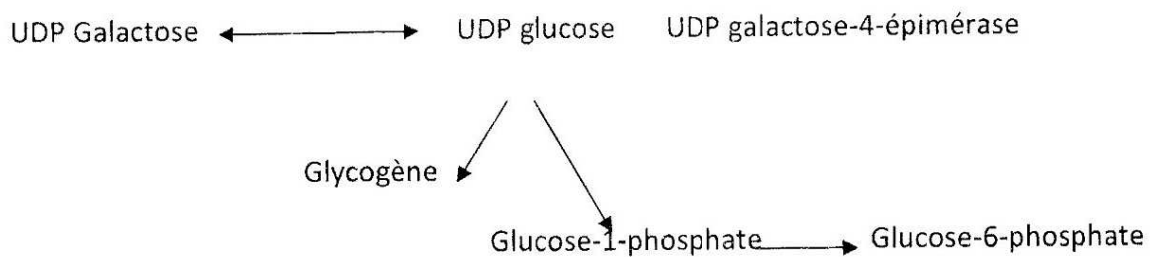 UDP Galactose UDP glucose UDP galactose-4-épimérase
Glycogène
Glucose-1-phosphate Glucose-6-phosphate